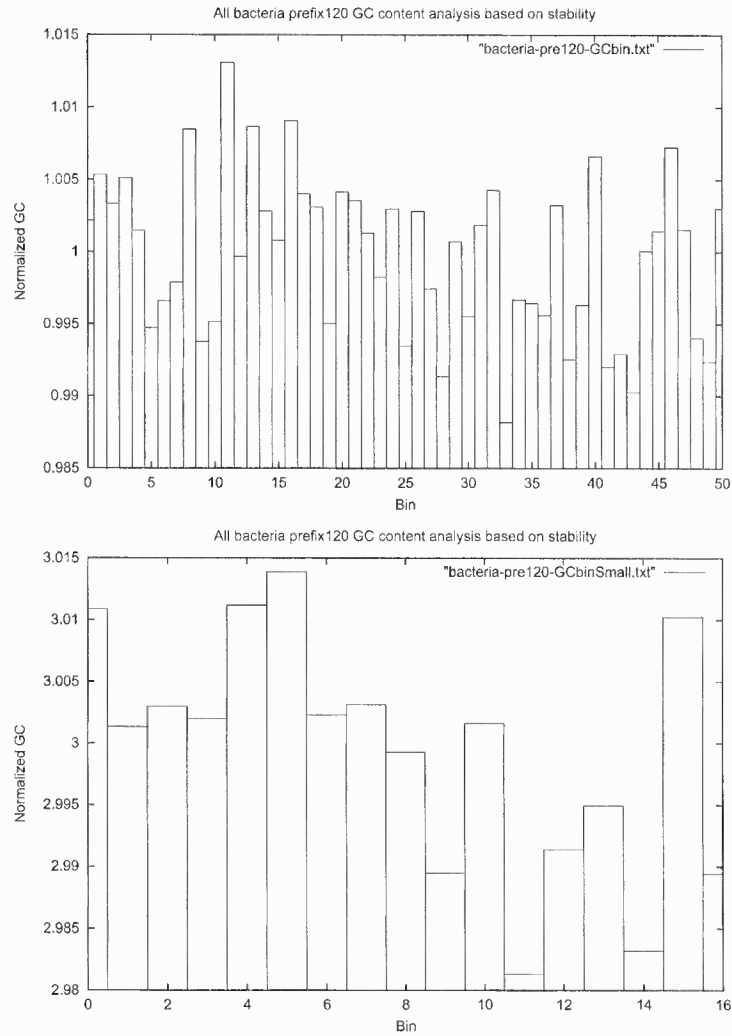 All bacteria prefix120 GC content analysis based on stability
1.015
"bacteria-pre120-GCbin.txt"
1.01
1.005
1
0.995
0.99
0.985
Normalized GC
0 5 10 15 20 25 30 35 40 45 50
Bin
All bacteria prefix120 GC content analysis based on stability
3.015
"bacteria-pre120-GCbinSmall.txt"
3.01
3.005
3
2.995
2.99
2.985
2.98
Normalized GC
0 2 4 6 8 10 12 14 16
Bin